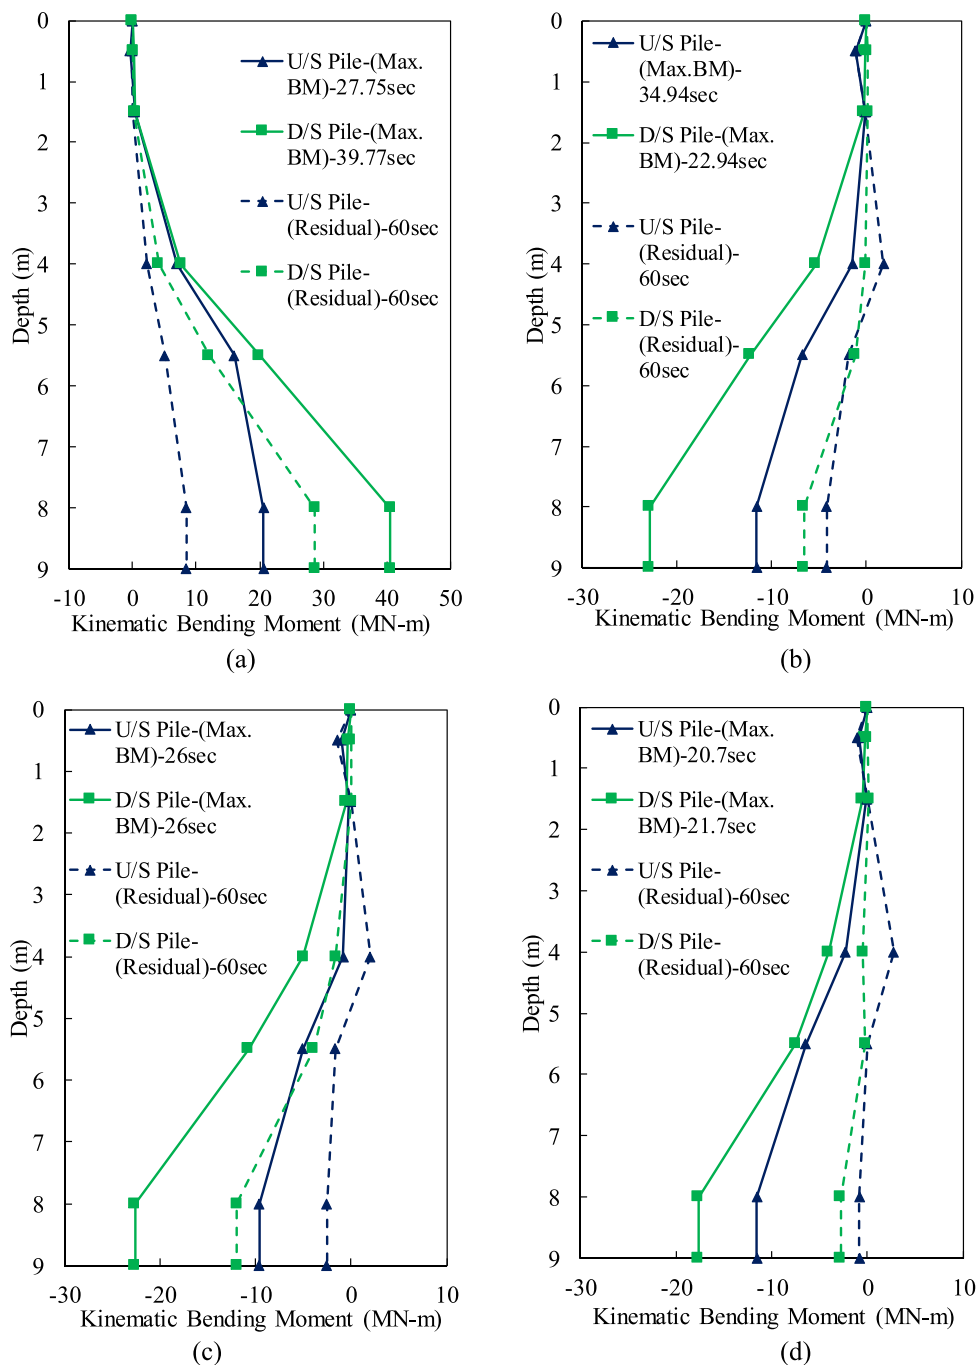 0
1
2
3
4
5
6
7
8
9
Depth (m)
U/S Pile-(Max.
BM)-27.75sec
D/S Pile-(Max.
BM)-39.77sec
U/S Pile-
(Residual)-60sec
D/S Pile-
(Residual)-60sec
-10 0 10 20 30 40 50
Kinematic Bending Moment (MN-m)
(a)
0
1
2
3
4
5
6
7
8
9
Depth (m)
U/S Pile-
(Max.BM)-
34.94sec
D/S Pile-(Max.
BM)-22.94sec
U/S Pile-
(Residual)-
60sec
D/S Pile-
(Residual)-
60sec
-30 -20 -10 0 10
Kinematic Bending Moment (MN-m)
(b)
0
1
2
3
4
5
6
7
8
9
Depth (m)
U/S Pile-(Max.
BM)-26sec
D/S Pile-(Max.
BM)-26sec
U/S Pile-
(Residual)-60sec
D/S Pile-
(Residual)-60sec
-30 -20 -10 0 10
Kinematic Bending Moment (MN-m)
(c)
0
1
2
3
4
5
6
7
8
9
Depth (m)
U/S Pile-(Max.
BM)-20.7sec
D/S Pile-(Max.
BM)-21.7sec
U/S Pile-
(Residual)-60sec
D/S Pile-
(Residual)-60sec
-30 -20 -10 0 10
Kinematic Bending Moment (MN-m)
(d)